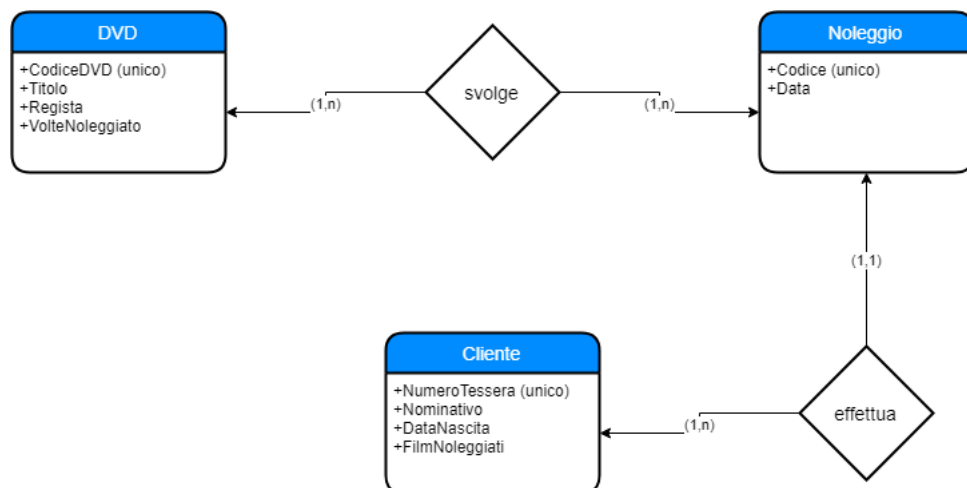 DVD
+CodiceDVD (unico)
+Titolo
+Regista
+VolteNoleggiato
(1,n)
svolge
(1,n)
Noleggio
+Codice (unico)
+Data
(1,1)
Cliente
+NumeroTessera (unico)
+Nominativo
+DataNascita
+FilmNoleggiati
(1,n)
effettua